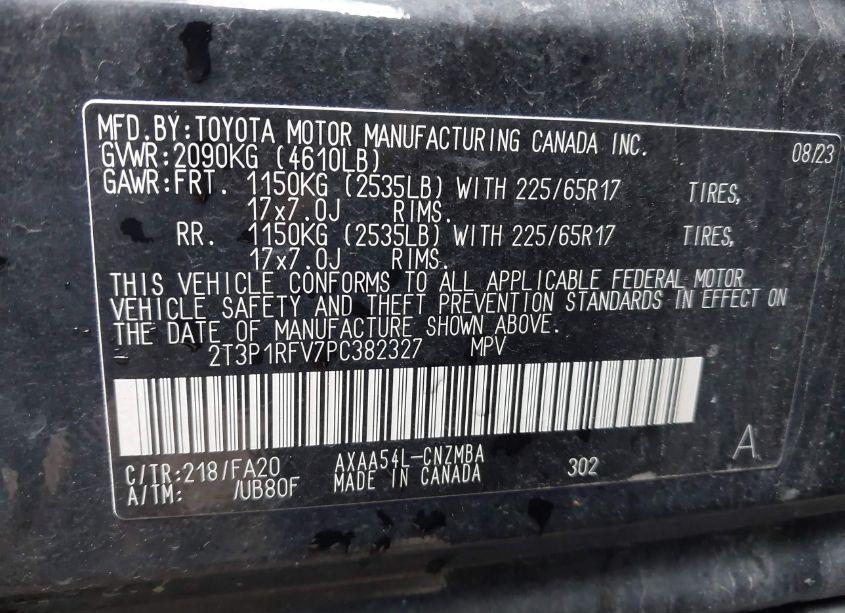 MFD.BY:TOYOTA MOTOR MANUFACTURING CANADA INC. 08/23
GVWR:2090KG (4610LB)
GAWR:FRT. 1150KG (2535LB) WITH 225/65R17 TIRES,
17x7.0J RIMS.
RR. 1150KG (2535LB) WITH 225/65R17 TIRES,
17x7.0J RIMS.
THIS VEHICLE CONFORMS TO ALL APPLICABLE FEDERAL MOTOR
VEHICLE SAFETY AND THEFT PREVENTION STANDARDS IN EFFECT ON
THE DATE OF MANUFACTURE SHOWN ABOVE.
2T3P1RFV7PC382327 MPV
C/TR:218/FA20 AXAA54L-CNZMBA 302 A
A/TM: /UB80F MADE IN CANADA